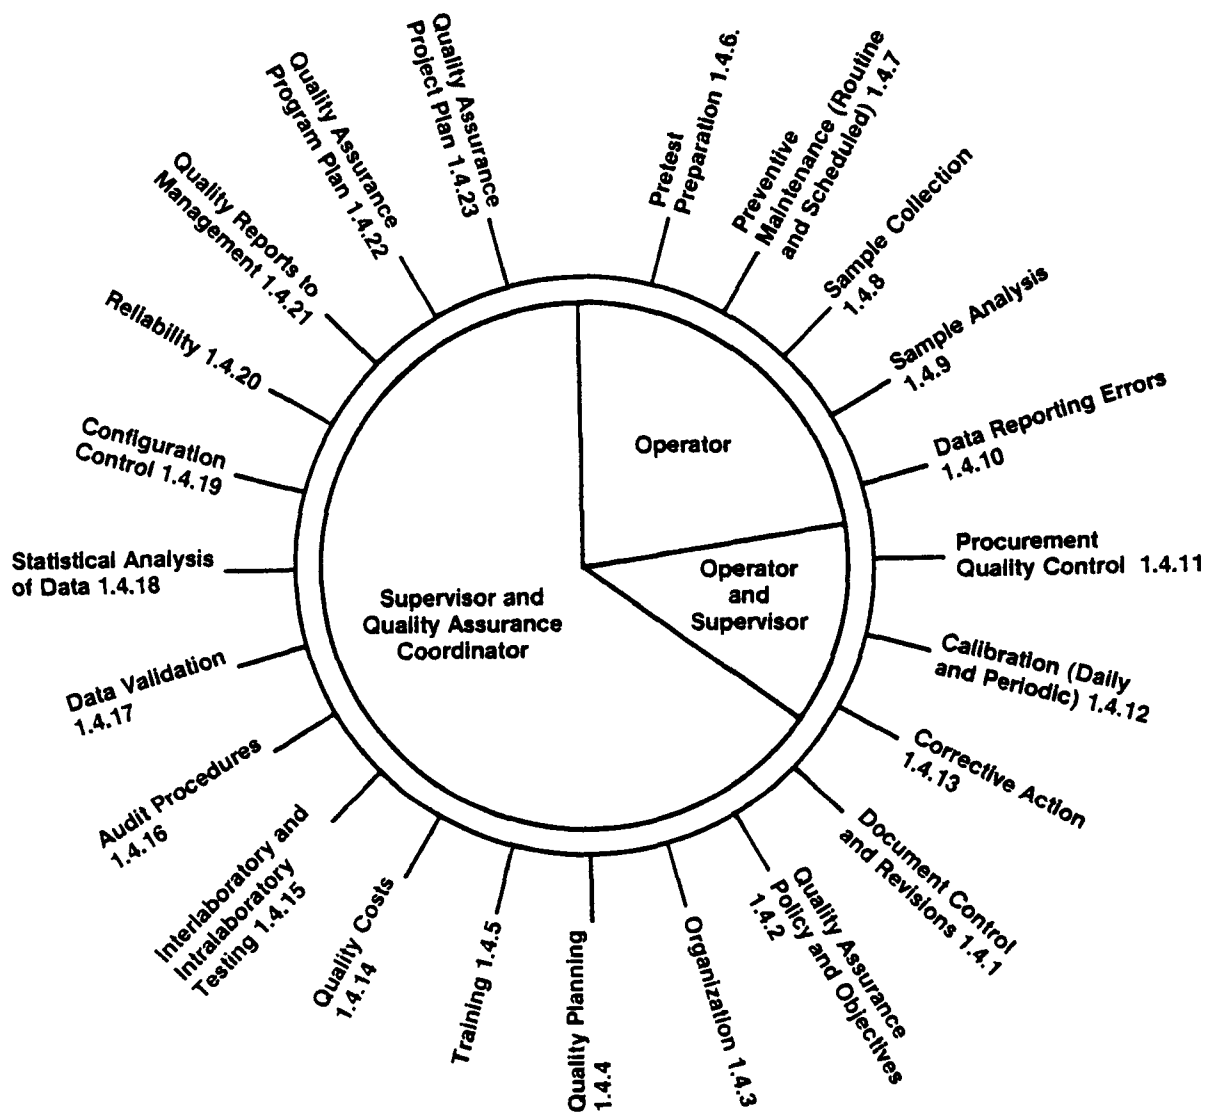 Quality Assurance
Project Plan 1.4.23
Quality Assurance
Program Plan 1.4.22
Quality Reports to
Management 1.4.21
Reliability 1.4.20
Configuration
Control 1.4.19
Statistical Analysis
of Data 1.4.18
Data Validation
1.4.17
Audit Procedures
1.4.16
Interlaboratory and
Intralaboratory
Testing 1.4.15
Quality Costs
1.4.14
Training 1.4.5
Quality Planning
1.4.4
Organization 1.4.3
Quality Assurance
Policy and Objectives
1.4.2
Document Control
and Revisions 1.4.1
Corrective Action
1.4.13
Calibration (Daily
and Periodic) 1.4.12
Procurement
Quality Control 1.4.11
Data Reporting Errors
1.4.10
Sample Analysis
1.4.9
Sample Collection
1.4.8
Preventive
Maintenance (Routine
and Scheduled) 1.4.7
Pretest
Preparation 1.4.6.
Operator
Operator
and
Supervisor
Supervisor and
Quality Assurance
Coordinator